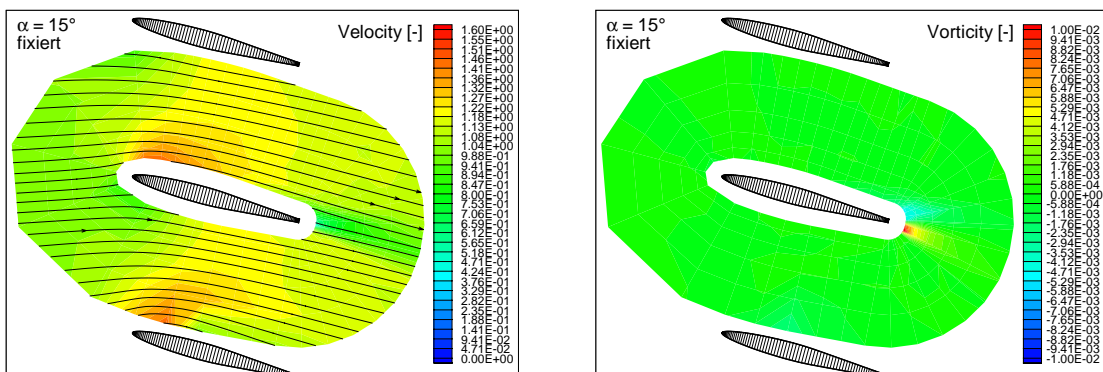 α = 15°
fixiert
Velocity [-]
1.60E+00
1.55E+00
1.51E+00
1.46E+00
1.41E+00
1.36E+00
1.32E+00
1.27E+00
1.22E+00
1.18E+00
1.13E+00
1.08E+00
1.04E+00
9.88E-01
9.41E-01
8.94E-01
8.47E-01
8.00E-01
7.53E-01
7.06E-01
6.59E-01
6.12E-01
5.65E-01
5.18E-01
4.71E-01
4.24E-01
3.76E-01
3.29E-01
2.82E-01
2.35E-01
1.88E-01
1.41E-01
9.41E-02
4.71E-02
0.00E+00
α = 15°
fixiert
Vorticity [-]
1.00E-02
9.41E-03
8.82E-03
8.24E-03
7.65E-03
7.06E-03
6.47E-03
5.88E-03
5.29E-03
4.71E-03
4.12E-03
3.53E-03
2.94E-03
2.35E-03
1.76E-03
1.18E-03
5.88E-04
0.00E+00
-5.88E-04
-1.18E-03
-1.76E-03
-2.35E-03
-2.94E-03
-3.53E-03
-4.12E-03
-4.71E-03
-5.29E-03
-5.88E-03
-6.47E-03
-7.06E-03
-7.65E-03
-8.24E-03
-8.82E-03
-9.41E-03
-1.00E-02